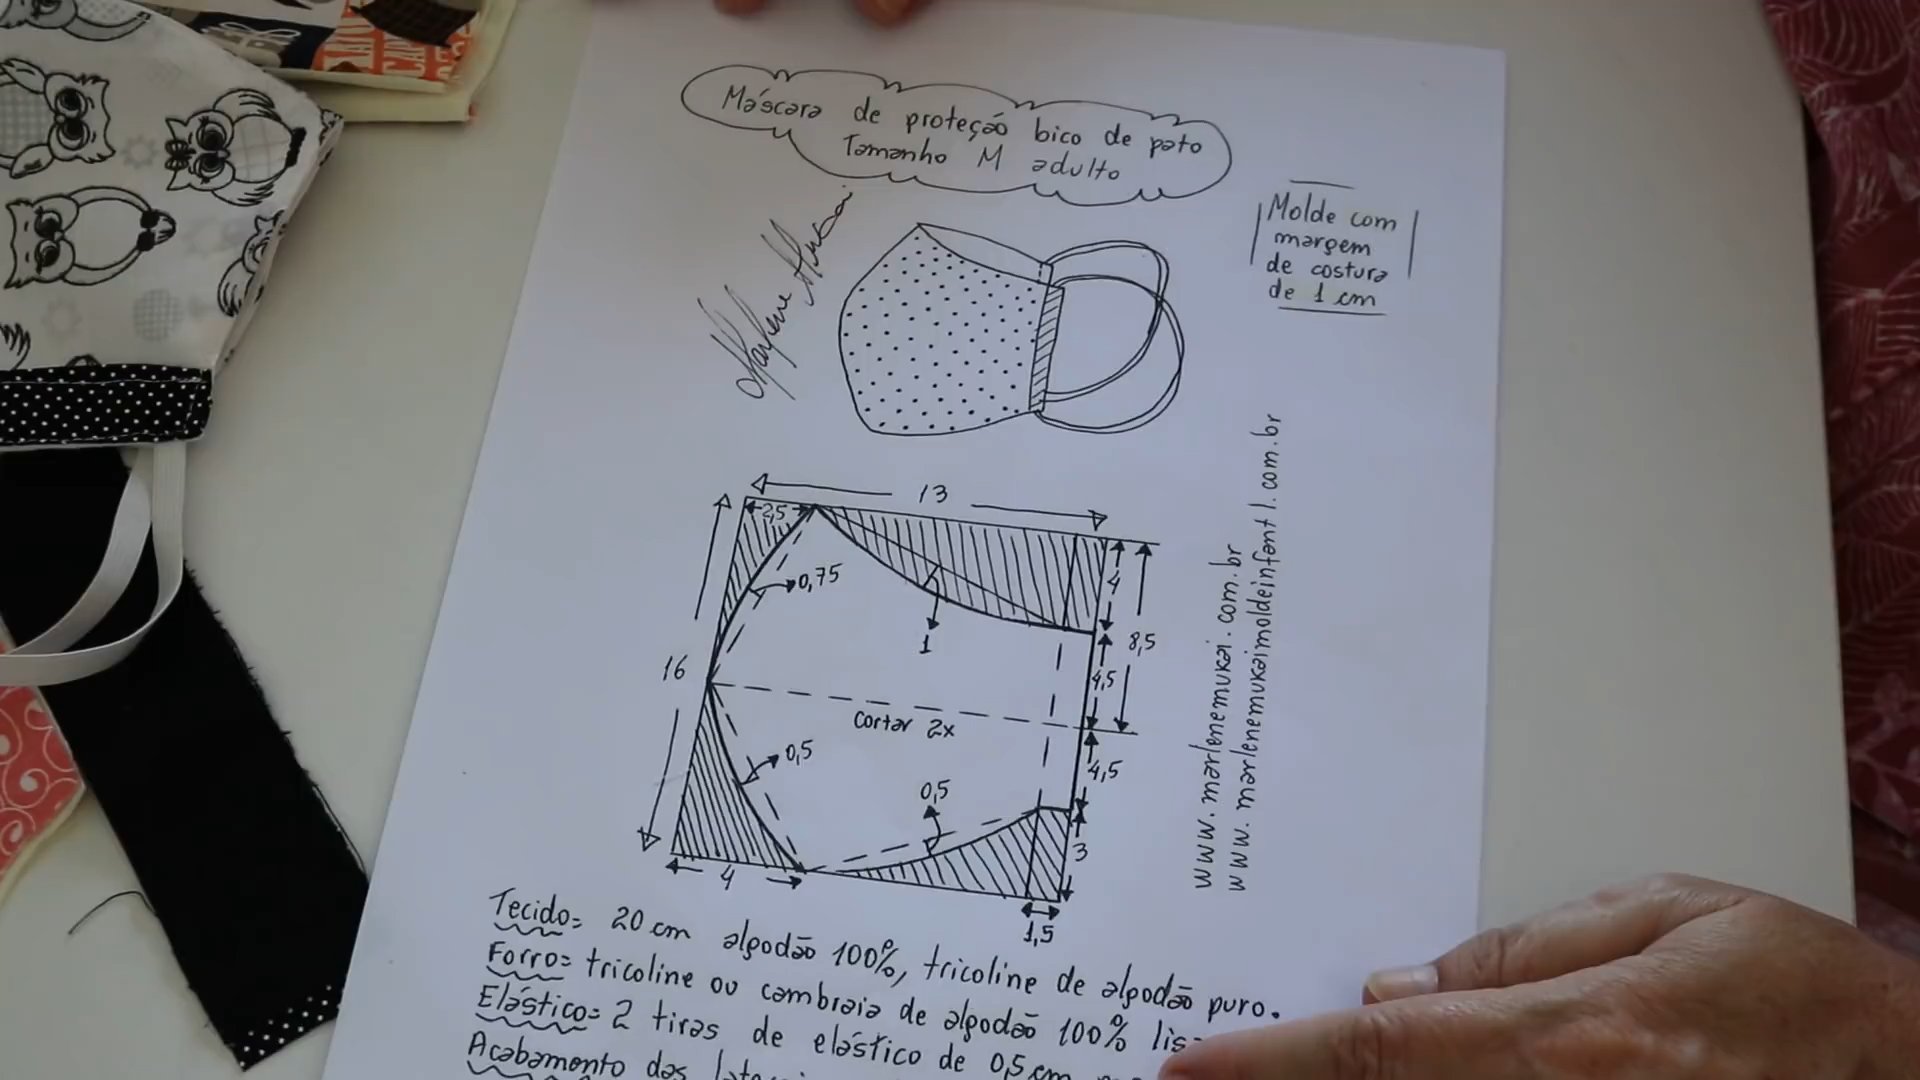 Máscara de proteção bico de pato
Tamanho M adulto
Molde com
margem
de costura
de 1 cm
13
2,5
0,75
1
4
8,5
4,5
16
cortar 2x
0,5
0,5
4,5
3
4
1,5
www.marlenemukai.com.br
www.marlenemukaimoldeinfantil.com.br
Tecido= 20 cm algodão 100%, tricoline de algodão puro.
Forro= tricoline ou cambraia de algodão 100%
Elástico= 2 tiras de elástico de 0,5 cm
Acabamento das